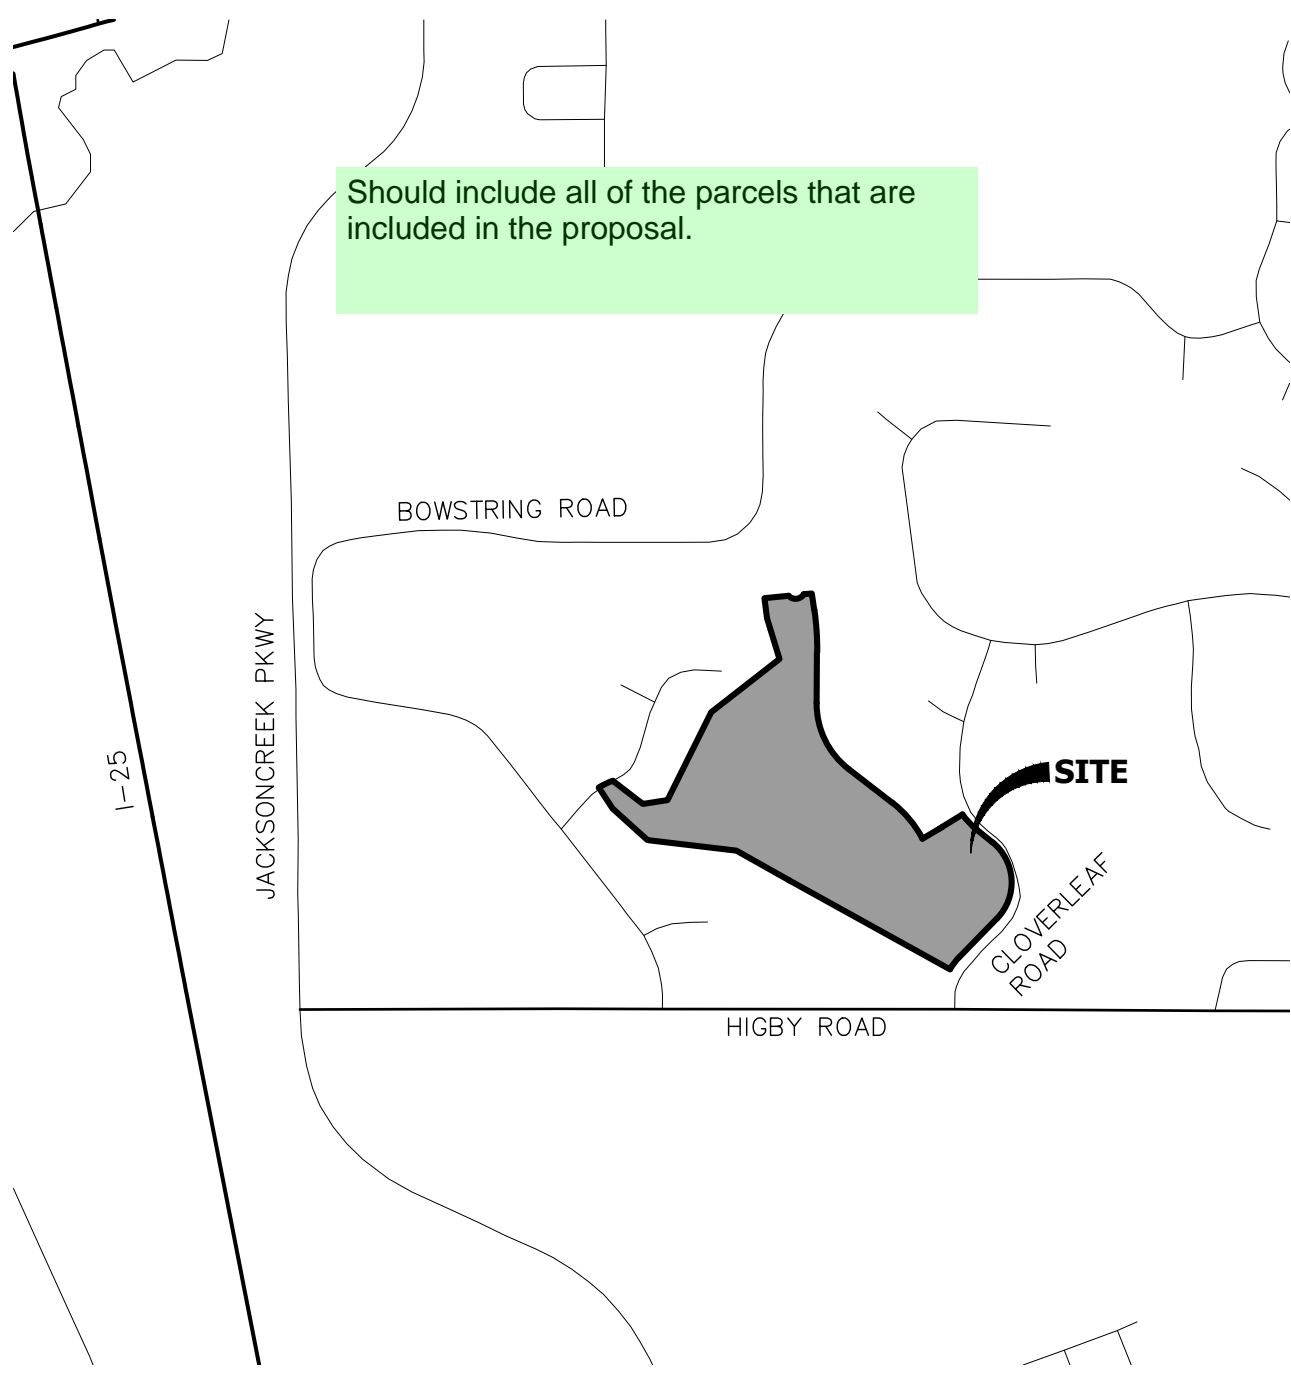 Should include all of the parcels that are
included in the proposal.
BOWSTRING ROAD
JACKSONCREEK PKWY
I-25
SITE
CLOVERLEAF
ROAD
HIGBY ROAD